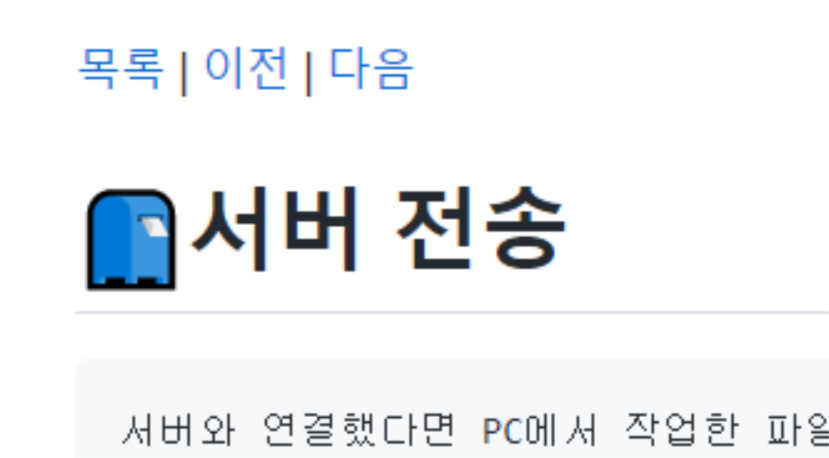 목록 | 이전 | 다음
서버 전송
서버와 연결했다면 PC에서 작업한